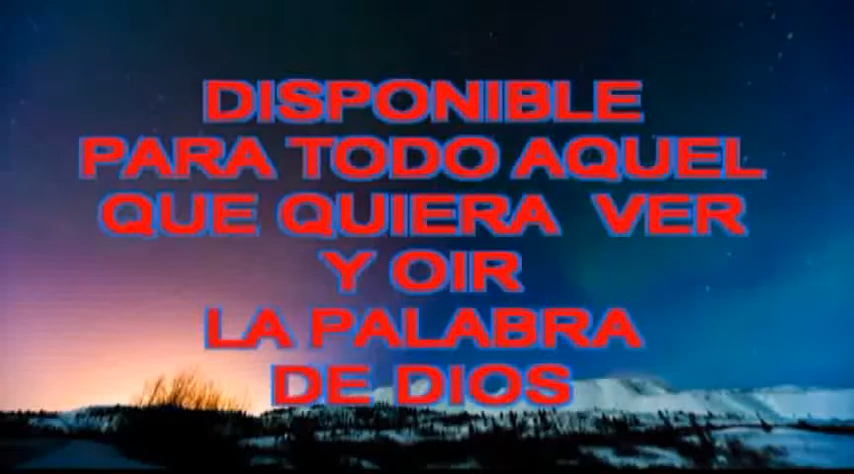 DISPONIBLE
PARA TODO AQUEL
QUE QUIERA VER
Y OIR
LA PALABRA
DE DIOS